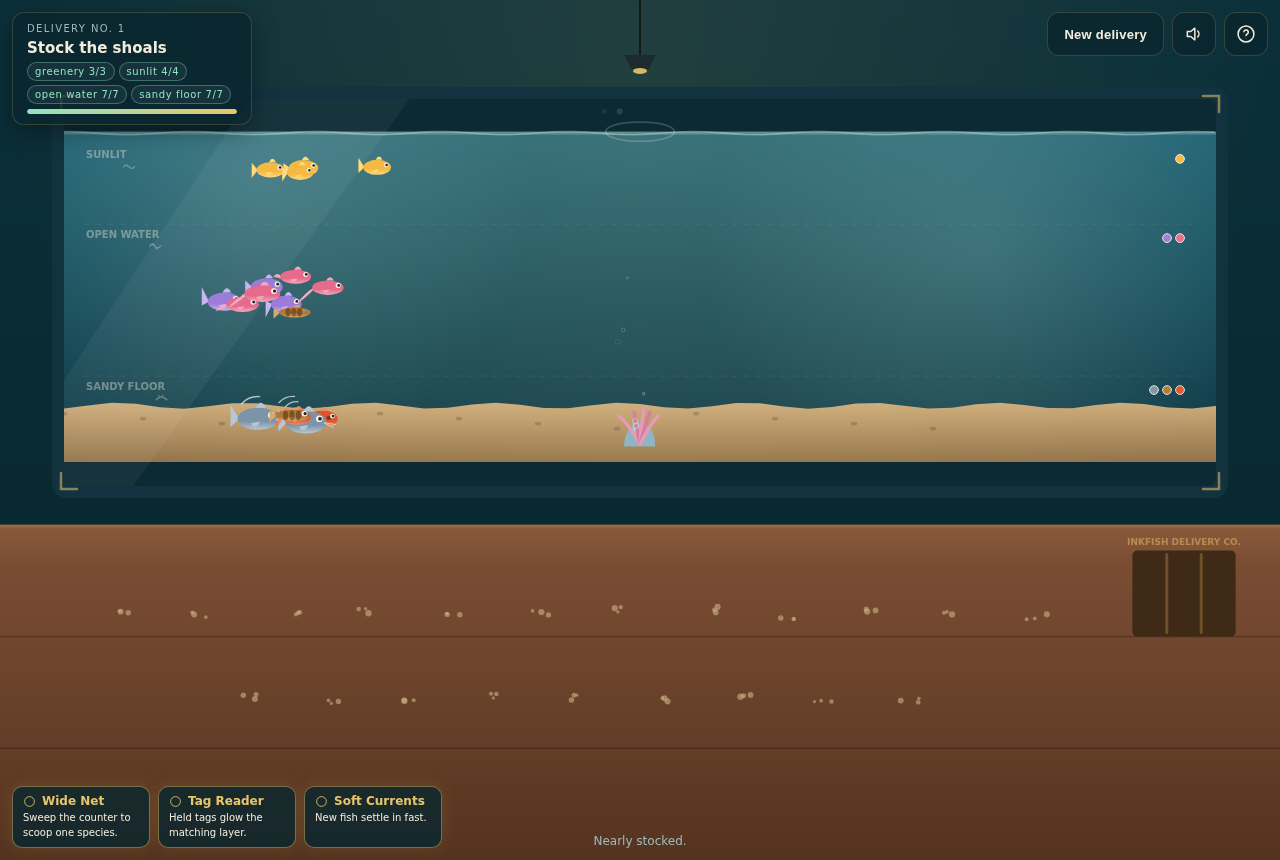 DELIVERY NO. 1
Stock the shoals
greenery 3/3
sunlit 4/4
open water 7/7
sandy floor 7/7
New delivery
SUNLIT
OPEN WATER
SANDY FLOOR
INKFISH DELIVERY CO.
Wide Net
Sweep the counter to
scoop one species.
Tag Reader
Held tags glow the
matching layer.
Soft Currents
New fish settle in fast.
Nearly stocked.